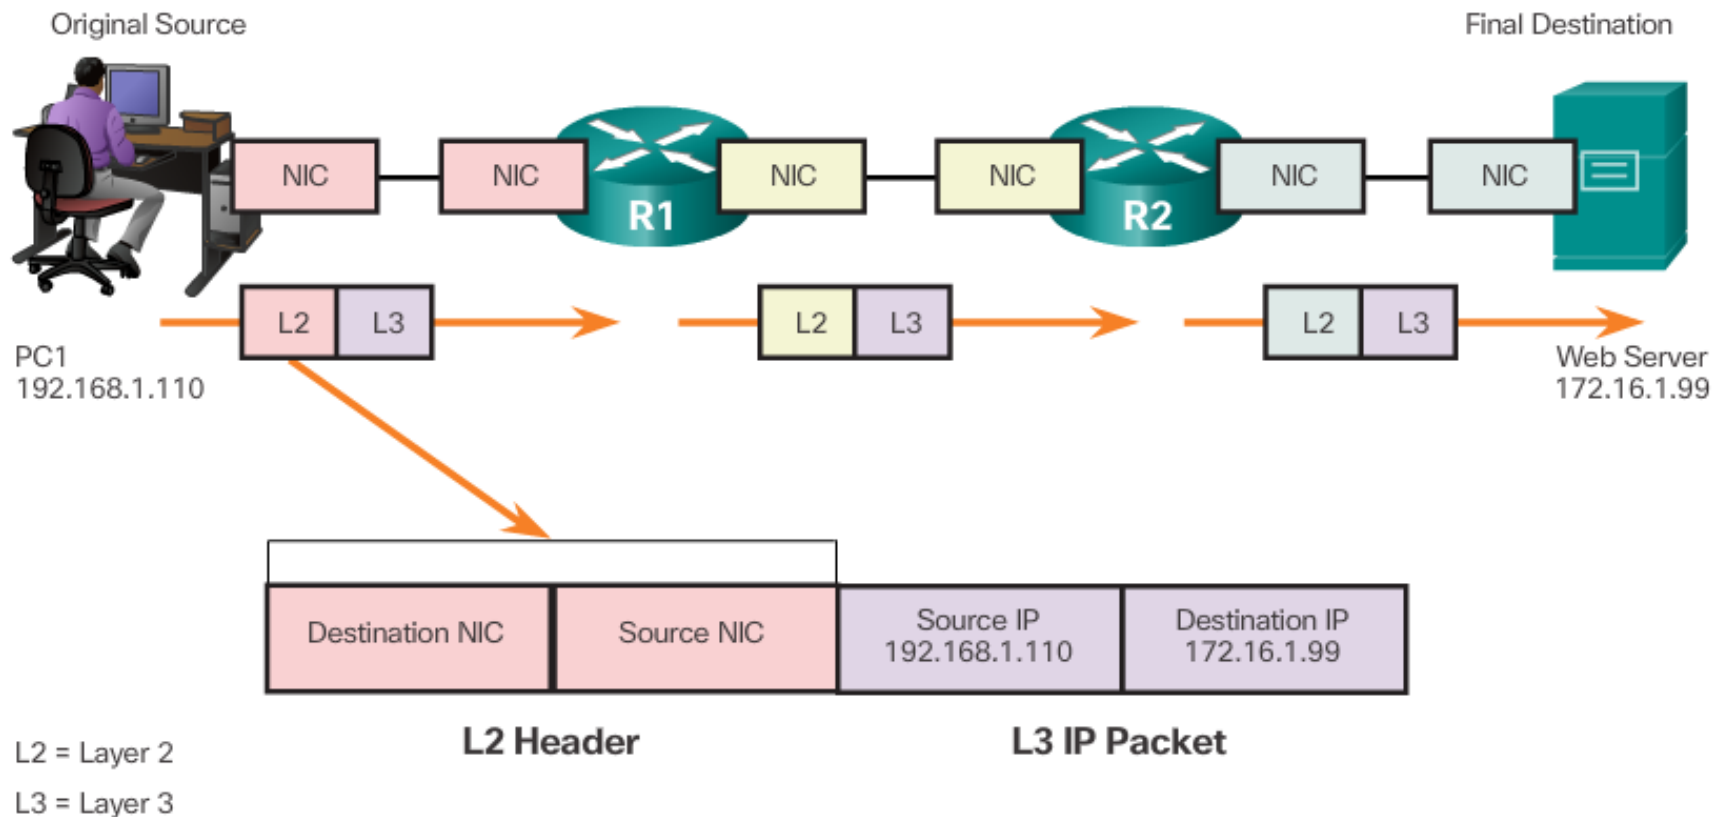 Original Source
Final Destination
NIC
NIC
NIC
NIC
NIC
NIC
R1
R2
L2
L3
L2
L3
L2
L3
PC1
192.168.1.110
Web Server
172.16.1.99
Destination NIC
Source NIC
Source IP
192.168.1.110
Destination IP
172.16.1.99
L2 Header
L3 IP Packet
L2 = Layer 2
L3 = Layer 3